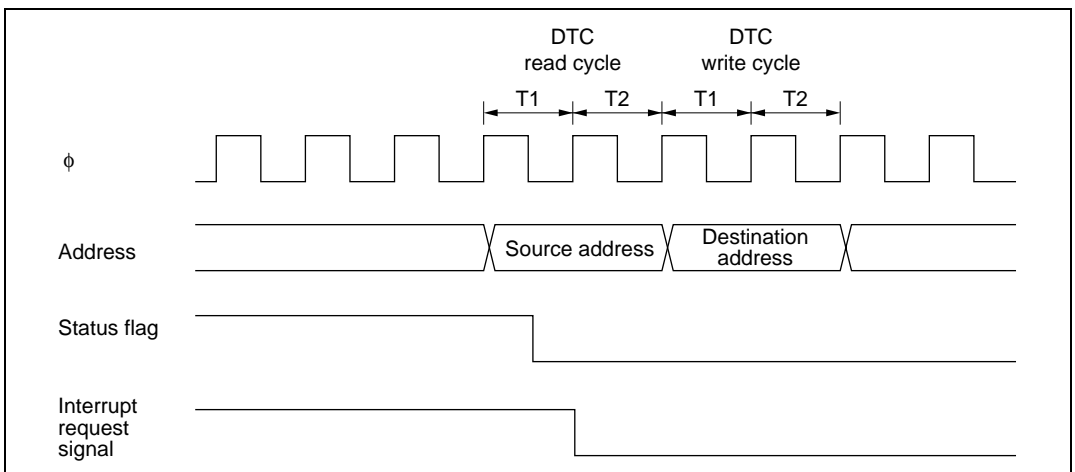 DTC
read cycle
DTC
write cycle
T1 T2 T1 T2
ϕ
Address
Source address
Destination
address
Status flag
Interrupt
request
signal